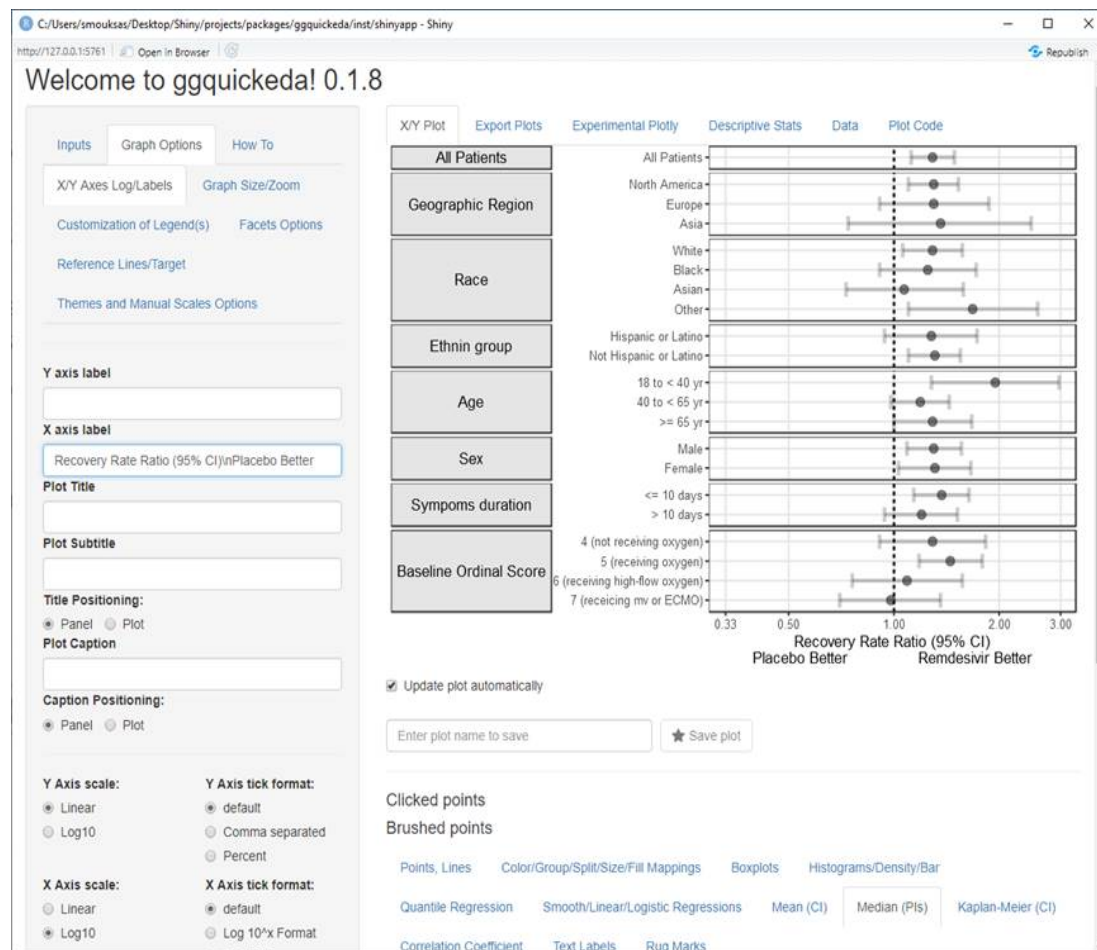 C:/Users/smouksas/Desktop/Shiny/projects/packages/ggquickeda/inst/shinyapp - Shiny
http://127.0.0.1:5761 Open in Browser Republish
Welcome to ggquickeda! 0.1.8
Inputs Graph Options How To
X/Y Axes Log/Labels Graph Size/Zoom
Customization of Legend(s) Facets Options
Reference Lines/Target
Themes and Manual Scales Options
Y axis label
X axis label
Recovery Rate Ratio (95% CI)\nPlacebo Better
Plot Title
Plot Subtitle
Title Positioning:
Panel Plot
Plot Caption
Caption Positioning:
Panel Plot
Y Axis scale: Y Axis tick format:
Linear default
Log10 Comma separated
Percent
X Axis scale: X Axis tick format:
Linear default
Log10 Log 10^x Format
X/Y Plot Export Plots Experimental Plotly Descriptive Stats Data Plot Code
All Patients All Patients
Geographic Region
North America
Europe
Asia
Race
White
Black
Asian
Other
Ethnin group
Hispanic or Latino
Not Hispanic or Latino
Age
18 to < 40 yr
40 to < 65 yr
>= 65 yr
Sex
Male
Female
Sympoms duration
<= 10 days
> 10 days
Baseline Ordinal Score
4 (not receiving oxygen)
5 (receiving oxygen)
6 (receiving high-flow oxygen)
7 (receicing mv or ECMO)
0.33 0.50 1.00 2.00 3.00
Recovery Rate Ratio (95% CI)
Placebo Better Remdesivir Better
Update plot automatically
Enter plot name to save Save plot
Clicked points
Brushed points
Points, Lines Color/Group/Split/Size/Fill Mappings Boxplots Histograms/Density/Bar
Quantile Regression Smooth/Linear/Logistic Regressions Mean (CI) Median (PIs) Kaplan-Meier (CI)
Correlation Coefficient Text Labels Rug Marks